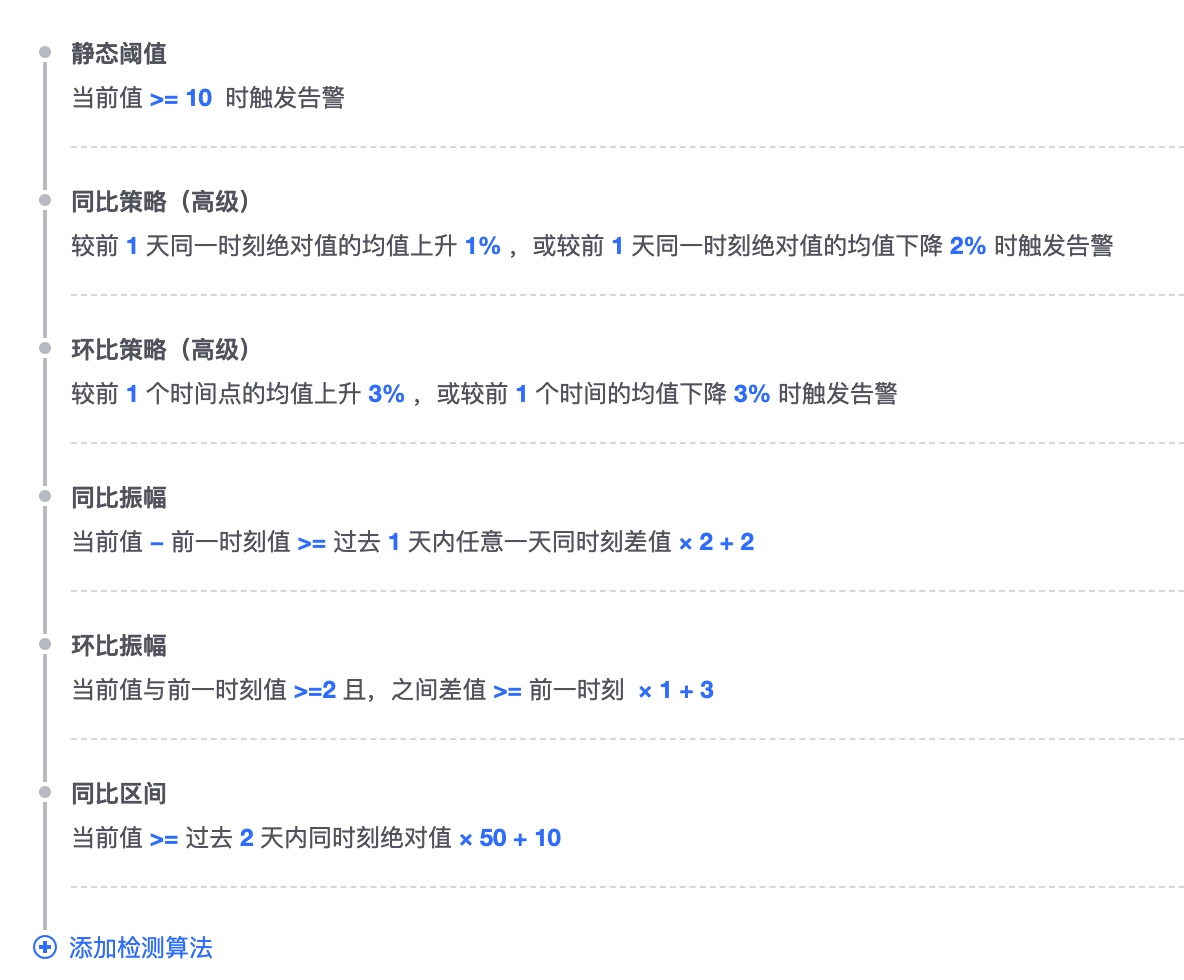 静态阈值
当前值 >= 10 时触发告警
同比策略（高级）
较前 1 天同一时刻绝对值的均值上升 1% ，或较前 1 天同一时刻绝对值的均值下降 2% 时触发告警
环比策略（高级）
较前 1 个时间点的均值上升 3% ，或较前 1 个时间的均值下降 3% 时触发告警
同比振幅
当前值 − 前一时刻值 >= 过去 1 天内任意一天同时刻差值 × 2 + 2
环比振幅
当前值与前一时刻值 >=2 且，之间差值 >= 前一时刻 × 1 + 3
同比区间
当前值 >= 过去 2 天内同时刻绝对值 × 50 + 10
添加检测算法